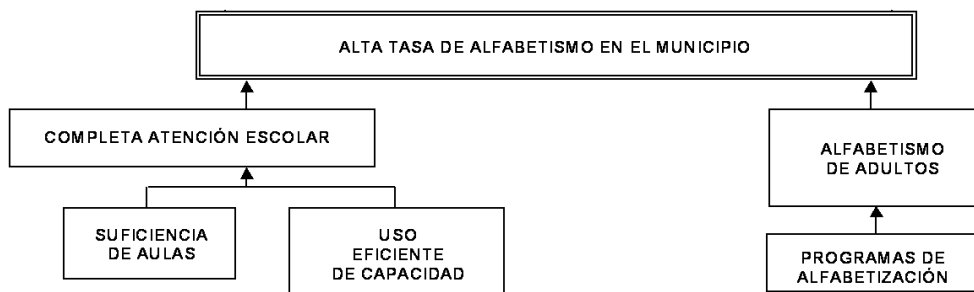 ALTA TASA DE ALFABETISMO EN EL MUNICIPIO
COMPLETA ATENCIÓN ESCOLAR
ALFABETISMO
DE ADULTOS
SUFICIENCIA
DE AULAS
USO
EFICIENTE
DE CAPACIDAD
PROGRAMAS DE
ALFABETIZACIÓN